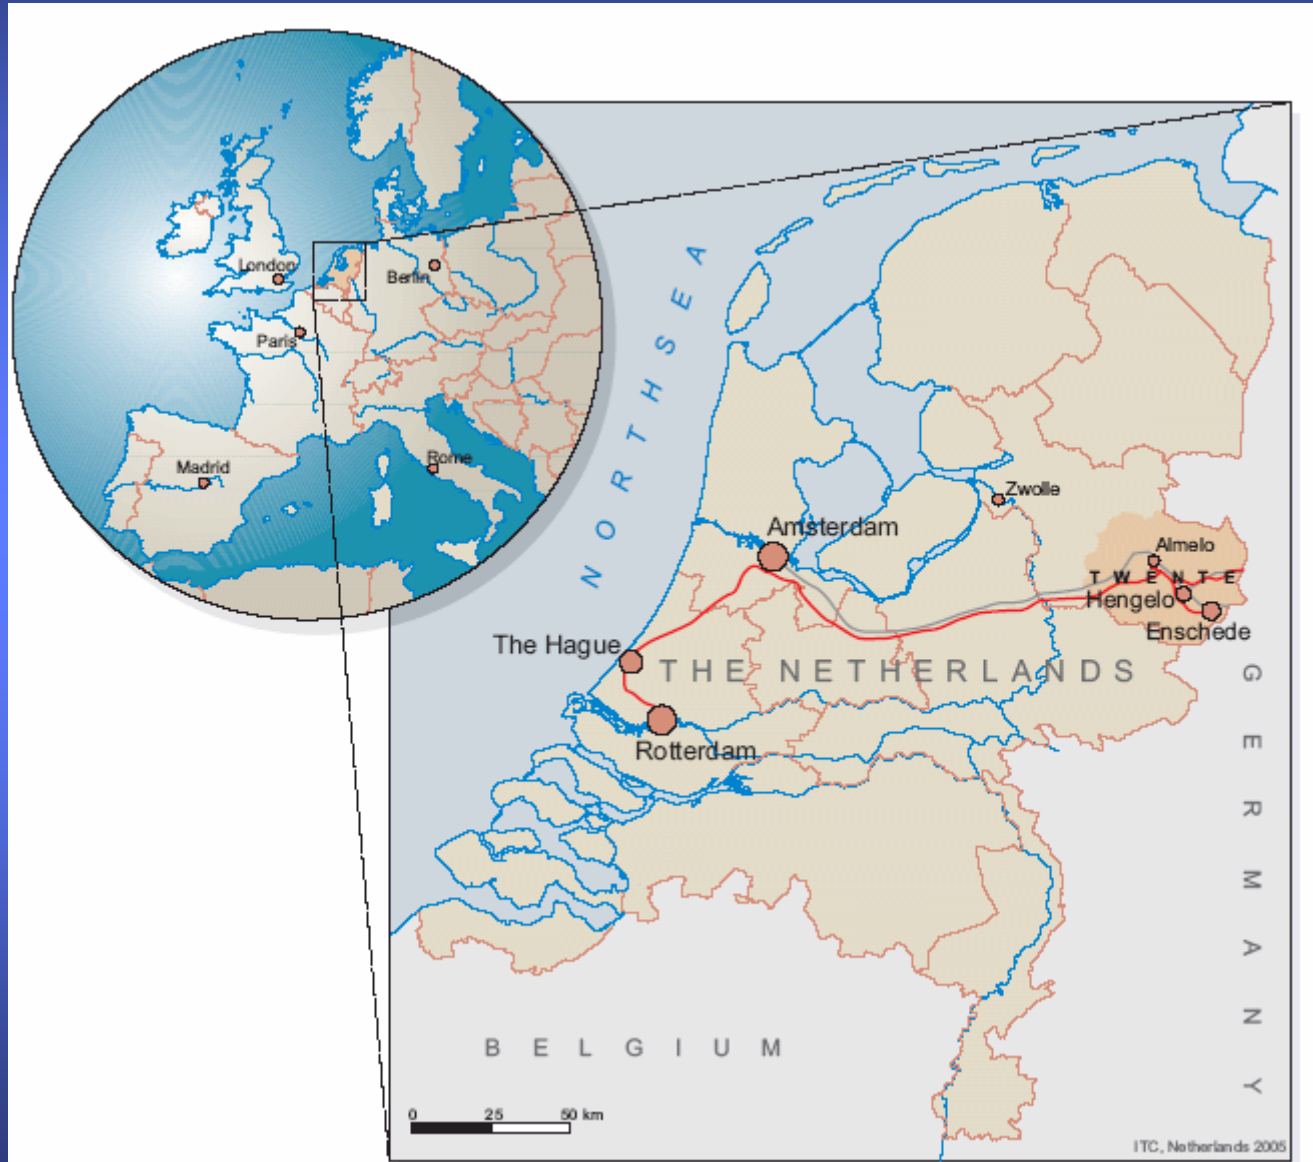 London
Berlin
Paris
Madrid
Rome
NORTH SEA
Zwolle
Amsterdam
Almelo
TWENTE
Hengelo
Enschede
The Hague
THE NETHERLANDS
Rotterdam
GERMANY
BELGIUM
0 25 50 km
ITC, Netherlands 2005